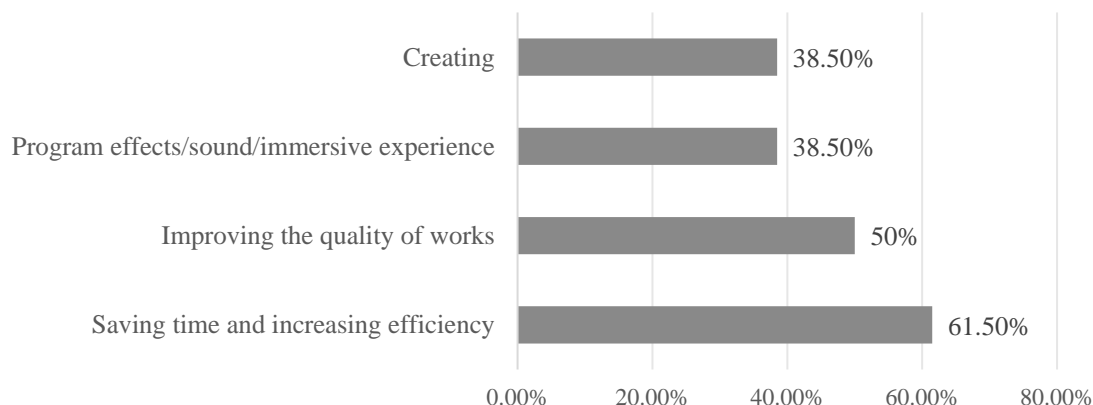 Creating
38.50%
Program effects/sound/immersive experience
38.50%
Improving the quality of works
50%
Saving time and increasing efficiency
61.50%
0.00% 20.00% 40.00% 60.00% 80.00%